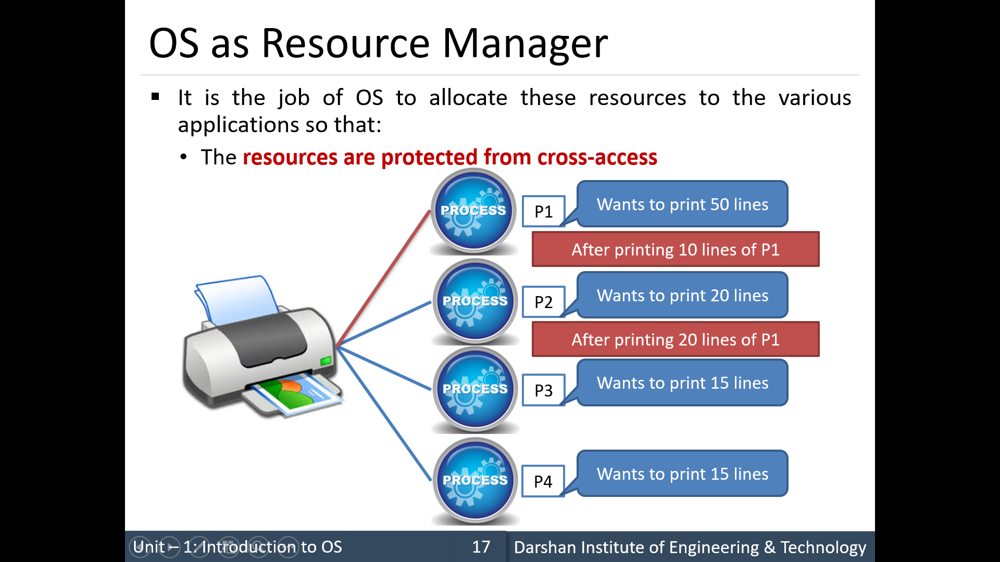 OS as Resource Manager
▪ It is the job of OS to allocate these resources to the various
applications so that:
• The resources are protected from cross-access
PROCESS
P1
Wants to print 50 lines
After printing 10 lines of P1
PROCESS
P2
Wants to print 20 lines
After printing 20 lines of P1
PROCESS
P3
Wants to print 15 lines
PROCESS
P4
Wants to print 15 lines
Unit – 1: Introduction to OS
17
Darshan Institute of Engineering & Technology